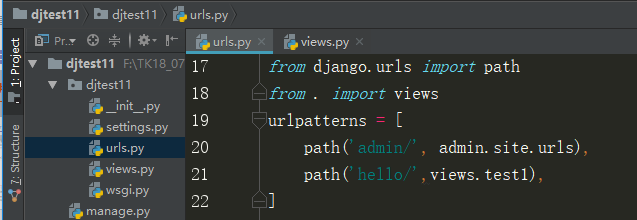 djtest11 djtest11 urls.py
1: Project
7: Structure
Pr..
djtest11 F:\TK18_07
djtest11
__init__.py
settings.py
urls.py
views.py
wsgi.py
manage.py
urls.py × views.py ×
17 from django.urls import path
18 from . import views
19 urlpatterns = [
20 path('admin/', admin.site.urls),
21 path('hello/',views.test1),
22 ]